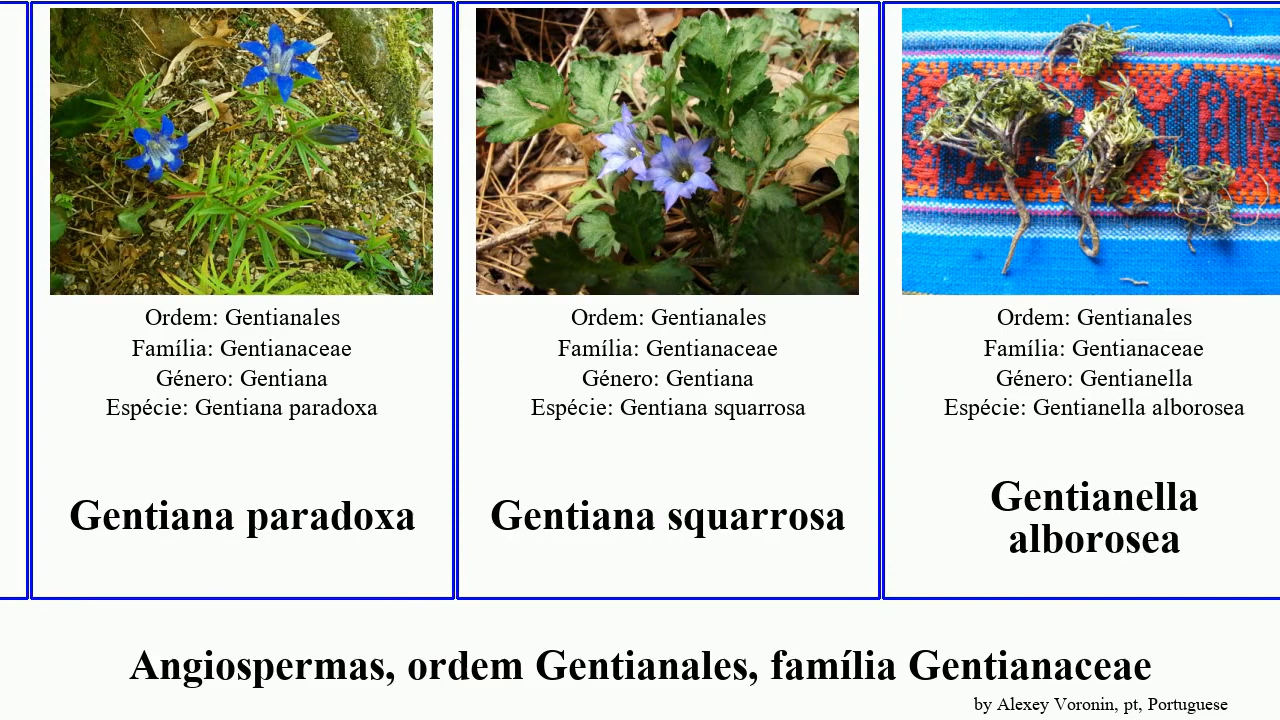 Ordem: Gentianales
Família: Gentianaceae
Género: Gentiana
Espécie: Gentiana paradoxa
Gentiana paradoxa
Ordem: Gentianales
Família: Gentianaceae
Género: Gentiana
Espécie: Gentiana squarrosa
Gentiana squarrosa
Ordem: Gentianales
Família: Gentianaceae
Género: Gentianella
Espécie: Gentianella alborosea
Gentianella
alborosea
Angiospermas, ordem Gentianales, família Gentianaceae
by Alexey Voronin, pt, Portuguese